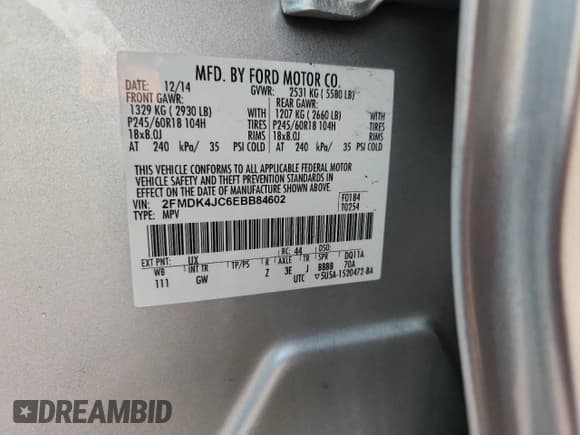 MFD. BY FORD MOTOR CO.
DATE: 12/14 GVWR: 2531 KG ( 5580 LB)
FRONT GAWR: REAR GAWR:
1329 KG ( 2930 LB) WITH 1207 KG ( 2660 LB) WITH
P245/60R18 104H TIRES P245/60R18 104H TIRES
18x8.0J RIMS 18x8.0J RIMS
AT 240 kPa/ 35 PSI COLD AT 240 kPa/ 35 PSI COLD
THIS VEHICLE CONFORMS TO ALL APPLICABLE FEDERAL MOTOR
VEHICLE SAFETY AND THEFT PREVENTION STANDARDS IN
EFFECT ON THE DATE OF MANUFACTURE SHOWN ABOVE.
VIN: 2FMDK4JC6EBB84602 F0184
TYPE: MPV T0254
EXT PNT: UX RC: 44 DSO:
WB INT TR TP/PS R AXLE TR SPR DQ11A
111 GW Z 3E J BBBB 70A
UTC 5U5A-1520472-BA
DREAMBID